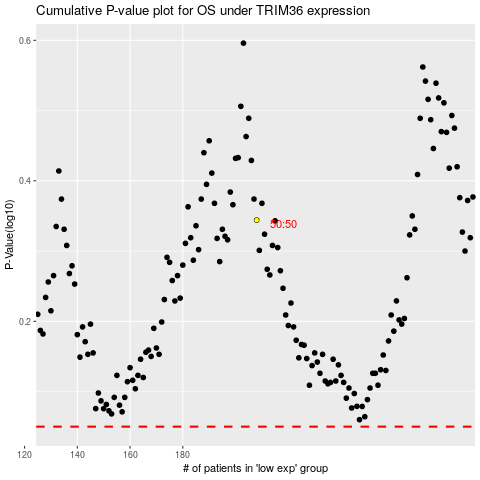 Cumulative P-value plot for OS under TRIM36 expression
0.6
0.4
0.2
P-Value(log10)
50:50
120 140 160 180
# of patients in 'low exp' group